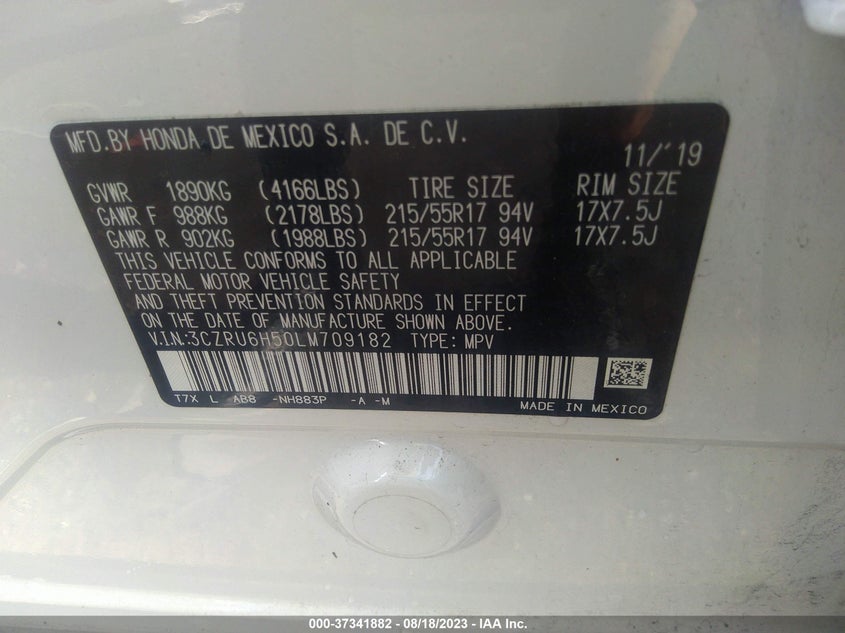 MFD.BY HONDA DE MEXICO S.A. DE C.V.
11/'19
GVWR 1890KG (4166LBS) TIRE SIZE RIM SIZE
GAWR F 988KG (2178LBS) 215/55R17 94V 17X7.5J
GAWR R 902KG (1988LBS) 215/55R17 94V 17X7.5J
THIS VEHICLE CONFORMS TO ALL APPLICABLE
FEDERAL MOTOR VEHICLE SAFETY
AND THEFT PREVENTION STANDARDS IN EFFECT
ON THE DATE OF MANUFACTURE SHOWN ABOVE.
V.I.N:3CZRU6H50LM709182 TYPE: MPV
T7X L AB8 -NH883P -A -M
MADE IN MEXICO
000-37341882 - 08/18/2023 - IAA Inc.